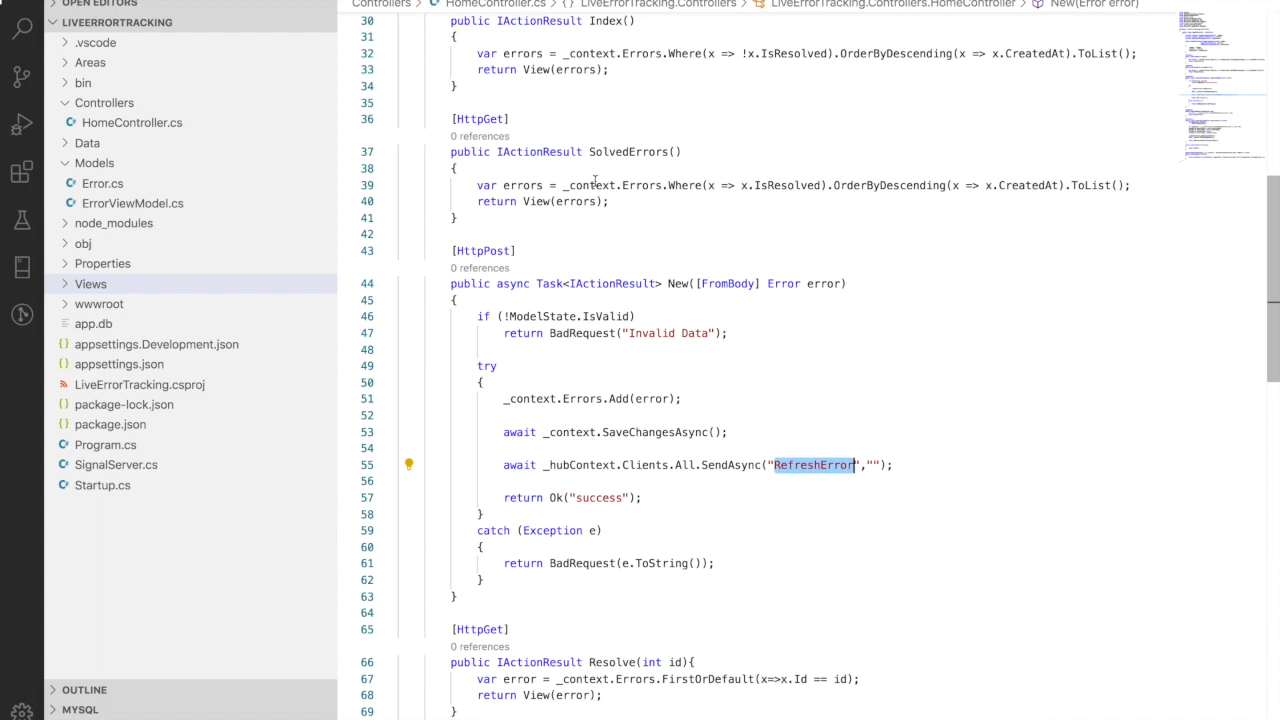 OPEN EDITORS
LIVEERRORTRACKING
.vscode
Areas
bin
Controllers
HomeController.cs
Data
Models
Error.cs
ErrorViewModel.cs
node_modules
obj
Properties
Views
wwwroot
app.db
appsettings.Development.json
appsettings.json
LiveErrorTracking.csproj
package-lock.json
package.json
Program.cs
SignalServer.cs
Startup.cs
OUTLINE
MYSQL
Controllers > HomeController.cs > {} LiveErrorTracking.Controllers > LiveErrorTracking.Controllers.HomeController > New(Error error)
30 public IActionResult Index()
31 {
32 var errors = _context.Errors.Where(x => !x.IsResolved).OrderByDescending(x => x.CreatedAt).ToList();
33 return View(errors);
34 }
35
36 [HttpGet]
0 references
37 public IActionResult SolvedErrors()
38 {
39 var errors = _context.Errors.Where(x => x.IsResolved).OrderByDescending(x => x.CreatedAt).ToList();
40 return View(errors);
41 }
42
43 [HttpPost]
0 references
44 public async Task<IActionResult> New([FromBody] Error error)
45 {
46 if (!ModelState.IsValid)
47 return BadRequest("Invalid Data");
48
49 try
50 {
51 _context.Errors.Add(error);
52
53 await _context.SaveChangesAsync();
54
55 await _hubContext.Clients.All.SendAsync("RefreshError","");
56
57 return Ok("success");
58 }
59 catch (Exception e)
60 {
61 return BadRequest(e.ToString());
62 }
63 }
64
65 [HttpGet]
0 references
66 public IActionResult Resolve(int id){
67 var error = _context.Errors.FirstOrDefault(x=>x.Id == id);
68 return View(error);
69 }